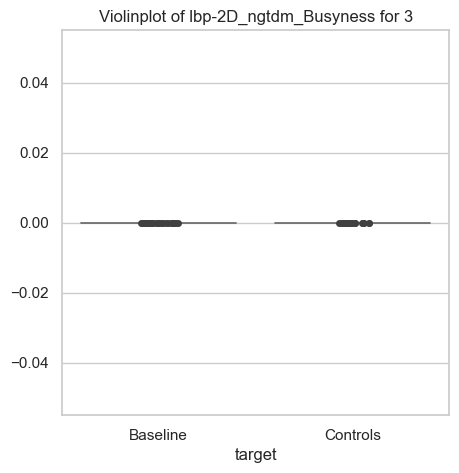 Violinplot of lbp-2D_ngtdm_Busyness for 3
0.04
0.02
0.00
−0.02
−0.04
Baseline
Controls
target